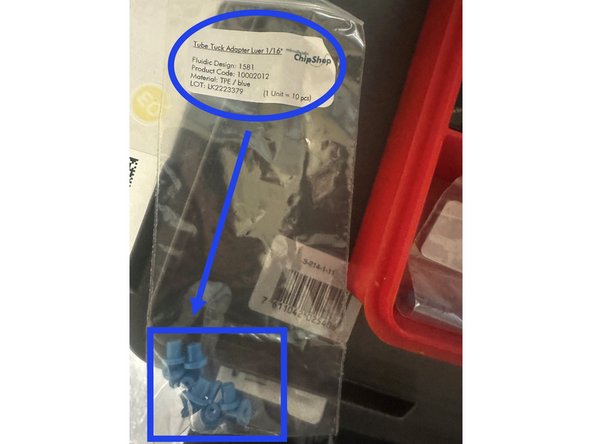 Tube Tuck Adapter Luer 1/16"
ChipShop
Fluidic Design: 1581
Product Code: 10002012
Material: TPE / blue
LOT: LK2223379
(1 Unit = 10 pcs)